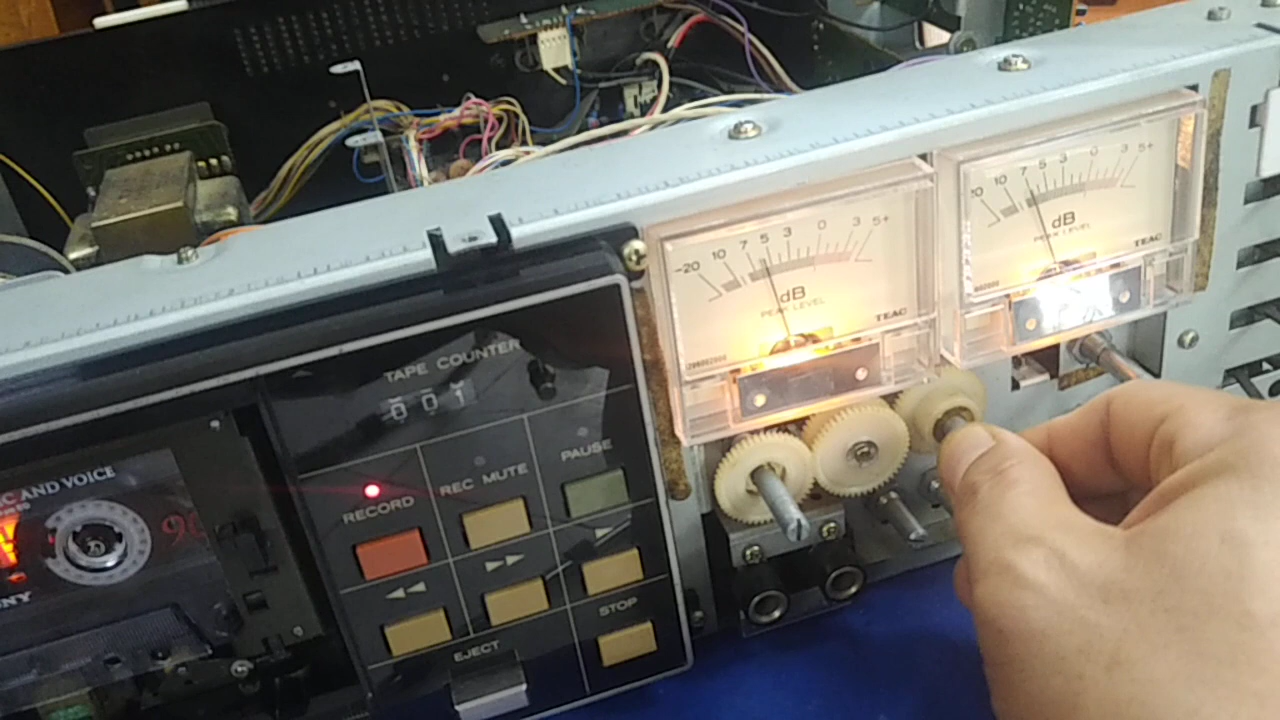 -20 10 7 5 3 0 3 5+
dB
PEAK LEVEL
TEAC
20 10 7 5 3 0 3 5+
dB
PEAK LEVEL
TEAC
TAPE COUNTER
001
PAUSE
REC MUTE
RECORD
STOP
EJECT
AND VOICE
90